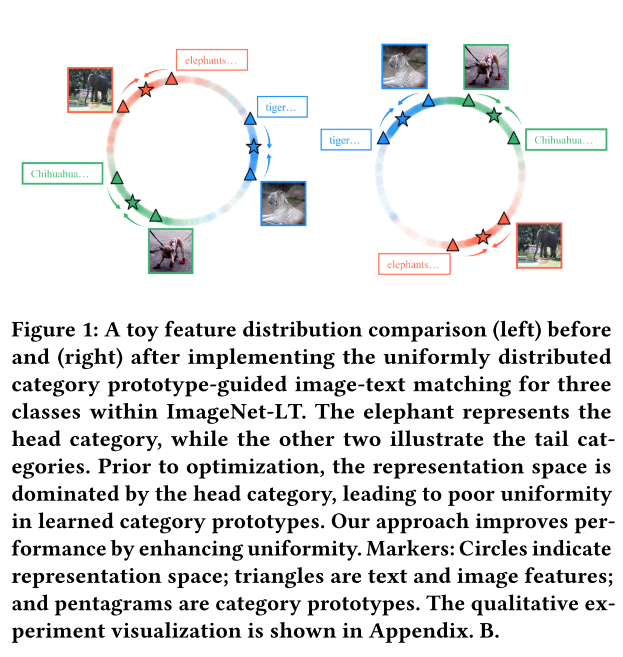 elephants...
tiger...
Chihuahua...
tiger...
Chihuahua...
elephants...
Figure 1: A toy feature distribution comparison (left) before
and (right) after implementing the uniformly distributed
category prototype-guided image-text matching for three
classes within ImageNet-LT. The elephant represents the
head category, while the other two illustrate the tail cat-
egories. Prior to optimization, the representation space is
dominated by the head category, leading to poor uniformity
in learned category prototypes. Our approach improves per-
formance by enhancing uniformity. Markers: Circles indicate
representation space; triangles are text and image features;
and pentagrams are category prototypes. The qualitative ex-
periment visualization is shown in Appendix. B.